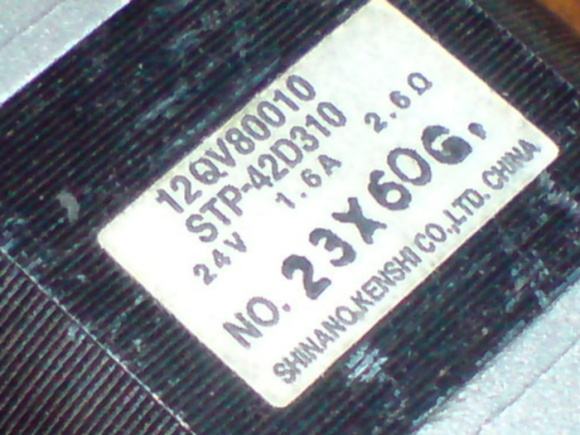 12QV80010
STP-42D310
24V 1.6A 2.6Ω
NO. 23X60G,
SHINANO,KENSHI CO.,LTD. CHINA